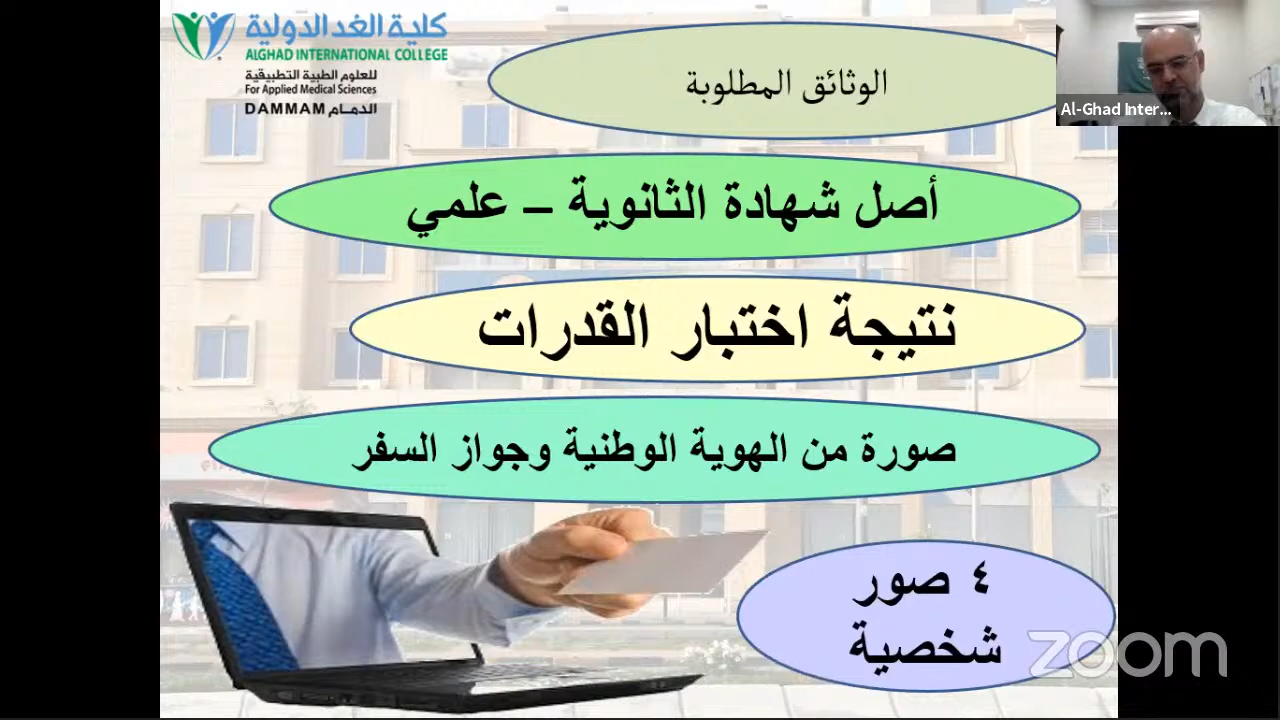 كلية الغد الدولية
ALGHAD INTERNATIONAL COLLEGE
للعلوم الطبية التطبيقية
For Applied Medical Sciences
DAMMAM الدمام
الوثائق المطلوبة
Al-Ghad Inter...
أصل شهادة الثانوية – علمي
نتيجة اختبار القدرات
صورة من الهوية الوطنية وجواز السفر
٤ صور
شخصية
zoom